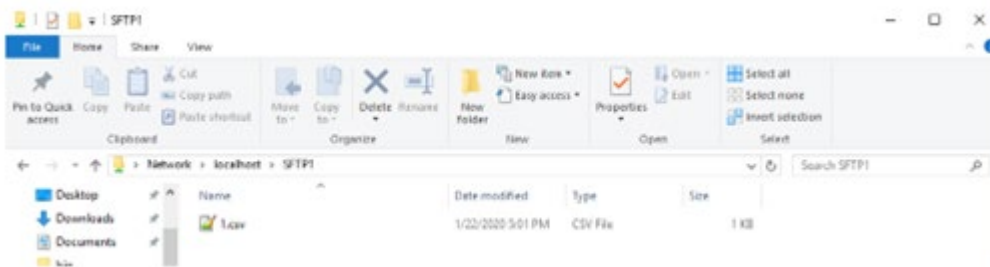 SFTP1
File Home Share View
Pin to Quick access Copy Paste Cut Copy path Paste shortcut Move to Copy to Delete Rename New folder New item Easy access Properties Open Edit Select all Select none Invert selection
Clipboard Organize New Open Select
Network > localhost > SFTP1 Search SFTP1
Desktop Name Date modified Type Size
Downloads 1.csv 1/22/2020 5:01 PM CSV File 1 KB
Documents
bin